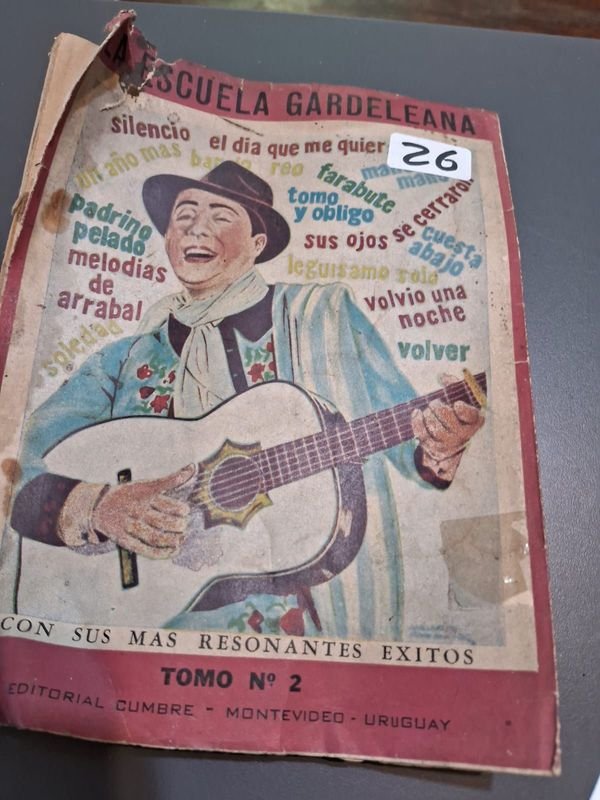 LA ESCUELA GARDELEANA
silencio
el dia que me quier
26
un año mas
reo
farabute
padrino
pelado
tomo
y obligo
se cerraron
sus ojos
cuesta
abajo
melodias
de
arrabal
leguisamo solo
volvio una
noche
soledad
volver
CON SUS MAS RESONANTES EXITOS
TOMO Nº 2
EDITORIAL CUMBRE - MONTEVIDEO - URUGUAY